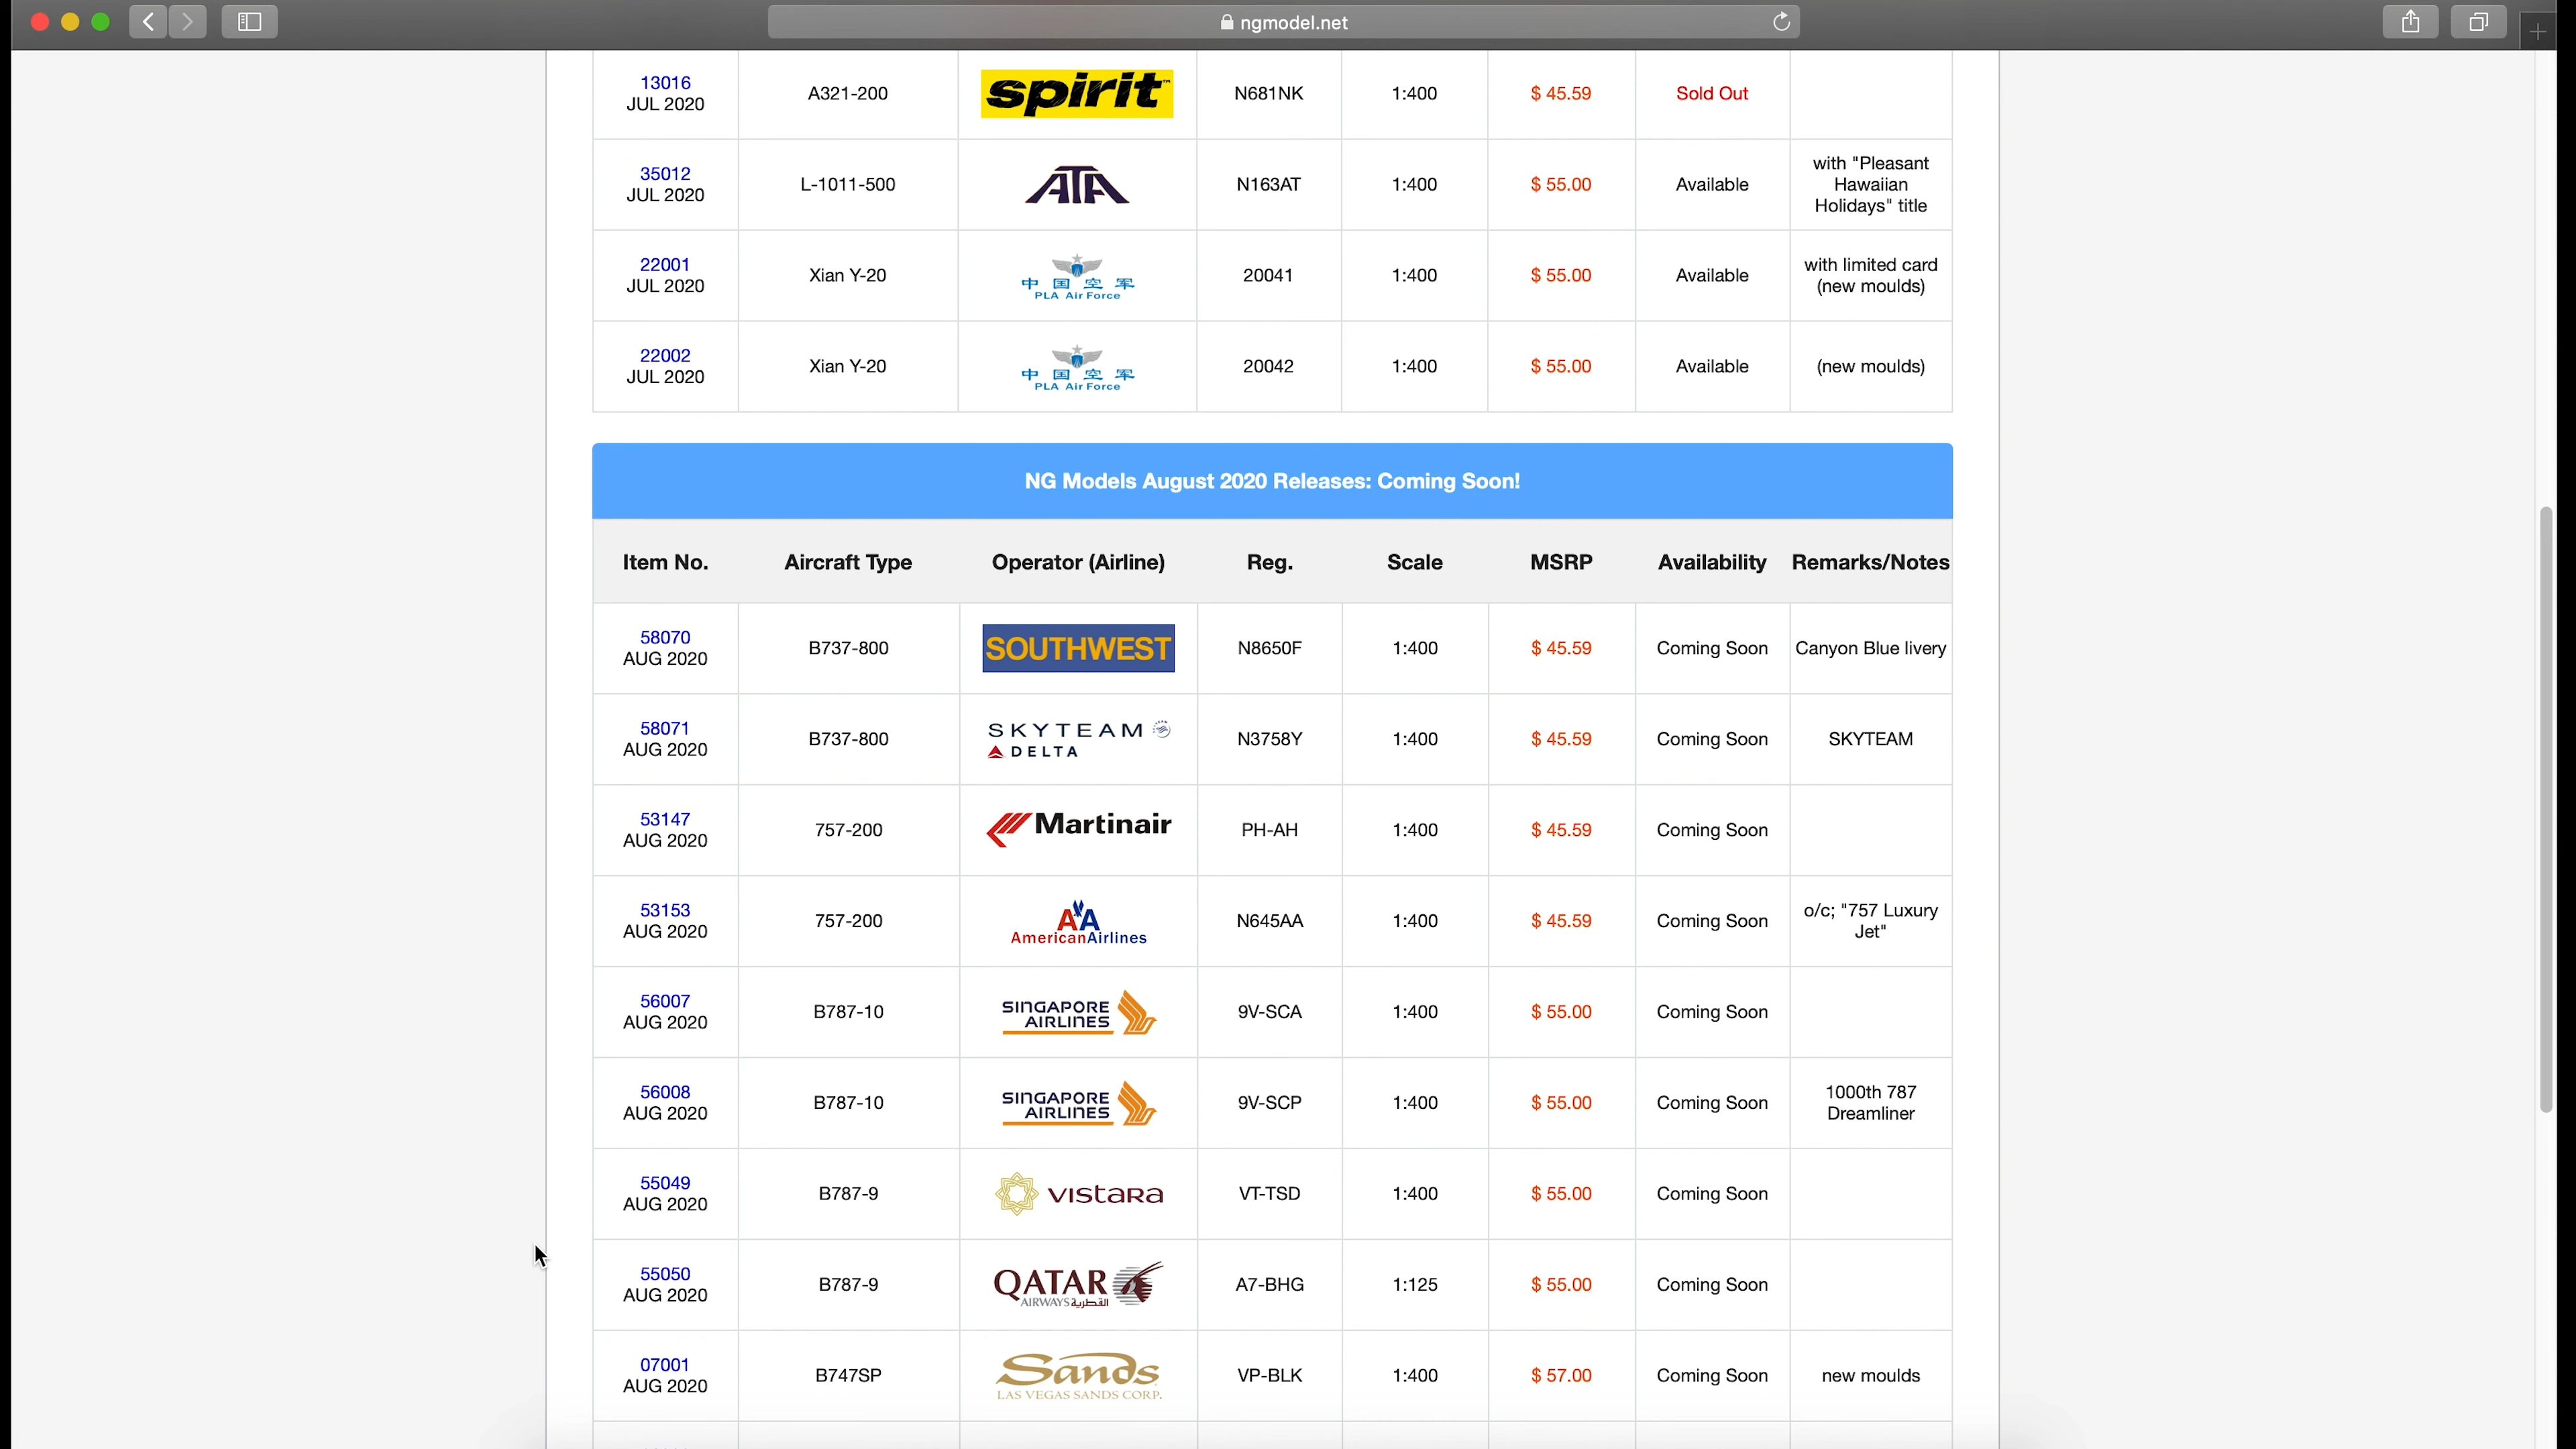 ngmodel.net
13016
JUL 2020
A321-200
spirit™
N681NK
1:400
$ 45.59
Sold Out
35012
JUL 2020
L-1011-500
ATA
N163AT
1:400
$ 55.00
Available
with "Pleasant
Hawaiian
Holidays" title
22001
JUL 2020
Xian Y-20
中国空军
PLA Air Force
20041
1:400
$ 55.00
Available
with limited card
(new moulds)
22002
JUL 2020
Xian Y-20
中国空军
PLA Air Force
20042
1:400
$ 55.00
Available
(new moulds)
NG Models August 2020 Releases: Coming Soon!
Item No. Aircraft Type Operator (Airline) Reg. Scale MSRP Availability Remarks/Notes
58070
AUG 2020
B737-800
SOUTHWEST
N8650F
1:400
$ 45.59
Coming Soon
Canyon Blue livery
58071
AUG 2020
B737-800
SKYTEAM
DELTA
N3758Y
1:400
$ 45.59
Coming Soon
SKYTEAM
53147
AUG 2020
757-200
Martinair
PH-AH
1:400
$ 45.59
Coming Soon
53153
AUG 2020
757-200
AA
AmericanAirlines
N645AA
1:400
$ 45.59
Coming Soon
o/c; "757 Luxury
Jet"
56007
AUG 2020
B787-10
SINGAPORE
AIRLINES
9V-SCA
1:400
$ 55.00
Coming Soon
56008
AUG 2020
B787-10
SINGAPORE
AIRLINES
9V-SCP
1:400
$ 55.00
Coming Soon
1000th 787
Dreamliner
55049
AUG 2020
B787-9
VISTARA
VT-TSD
1:400
$ 55.00
Coming Soon
55050
AUG 2020
B787-9
QATAR
AIRWAYS القطرية
A7-BHG
1:125
$ 55.00
Coming Soon
07001
AUG 2020
B747SP
Sands
LAS VEGAS SANDS CORP.
VP-BLK
1:400
$ 57.00
Coming Soon
new moulds